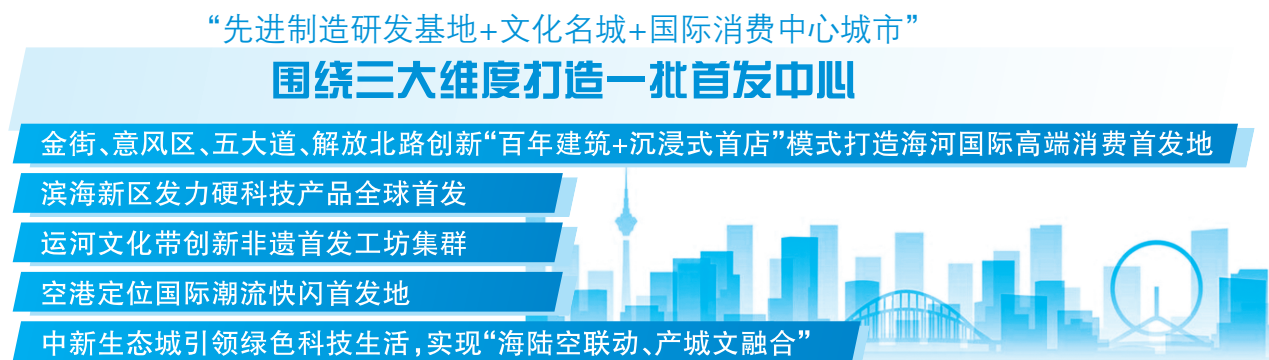 “先进制造研发基地+文化名城+国际消费中心城市”
围绕三大维度打造一批首发中心
金街、意风区、五大道、解放北路创新“百年建筑+沉浸式首店”模式打造海河国际高端消费首发地
滨海新区发力硬科技产品全球首发
运河文化带创新非遗首发工坊集群
空港定位国际潮流快闪首发地
中新生态城引领绿色科技生活，实现“海陆空联动、产城文融合”